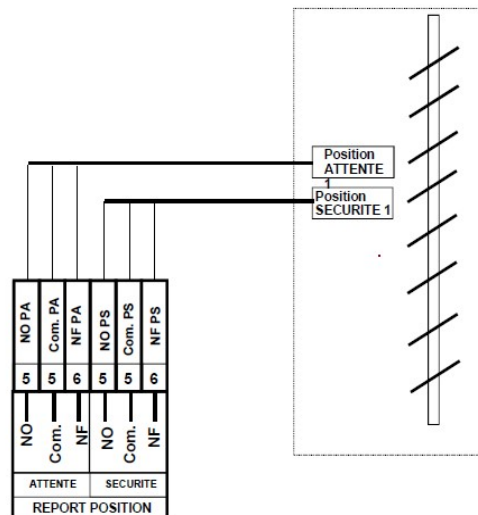 Position
ATTENTE
1
Position
SECURITE 1
NO PA
Com. PA
NF PA
NO PS
Com. PS
NF PS
5 5 6 5 5 6
NO
Com.
NF
NO
Com.
NF
ATTENTE SECURITE
REPORT POSITION